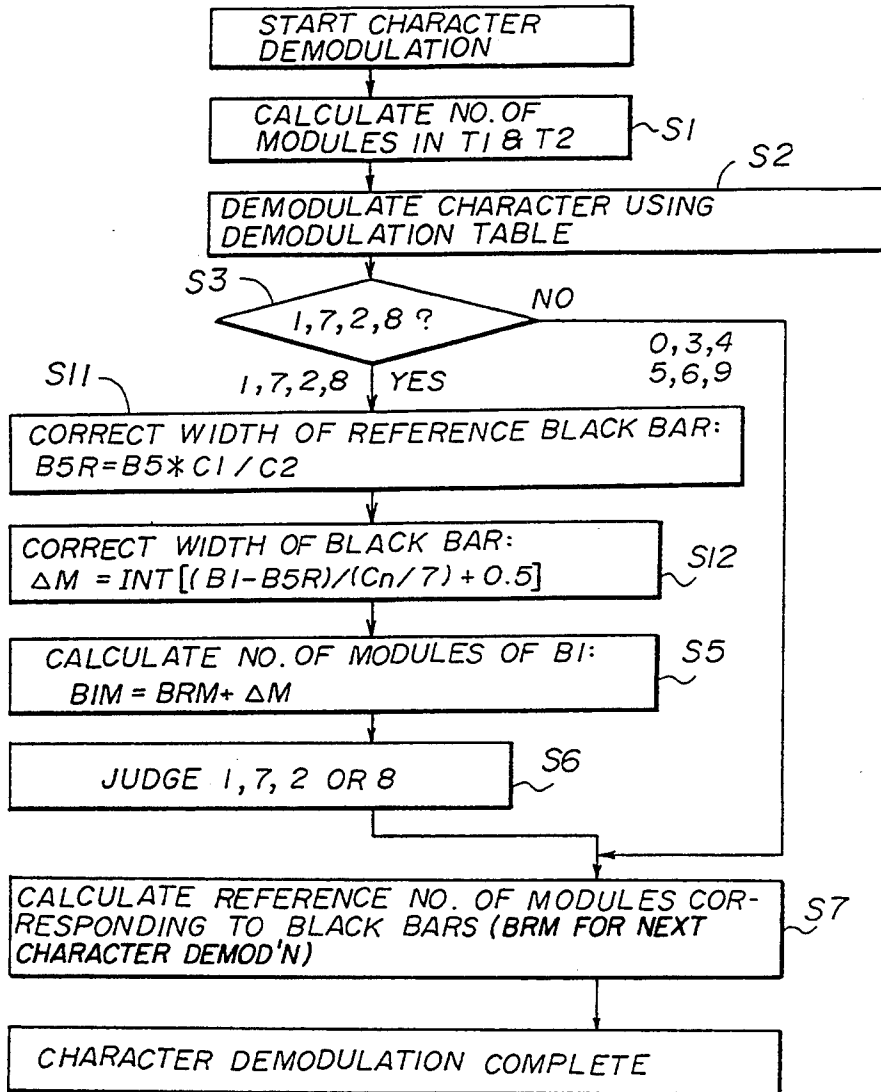 START CHARACTER
DEMODULATION
CALCULATE NO. OF
MODULES IN T1 & T2
S1
S2
DEMODULATE CHARACTER USING
DEMODULATION TABLE
S3
1,7,2,8 ?
NO
0,3,4
5,6,9
1,7,2,8
YES
S11
CORRECT WIDTH OF REFERENCE BLACK BAR:
B5R=B5*C1/C2
CORRECT WIDTH OF BLACK BAR:
ΔM = INT[(B1-B5R)/(Cn/7) + 0.5]
S12
CALCULATE NO. OF MODULES OF B1:
B1M = BRM+ ΔM
S5
JUDGE 1,7, 2 OR 8
S6
CALCULATE REFERENCE NO. OF MODULES COR-
RESPONDING TO BLACK BARS (BRM FOR NEXT
CHARACTER DEMOD'N)
S7
CHARACTER DEMODULATION COMPLETE